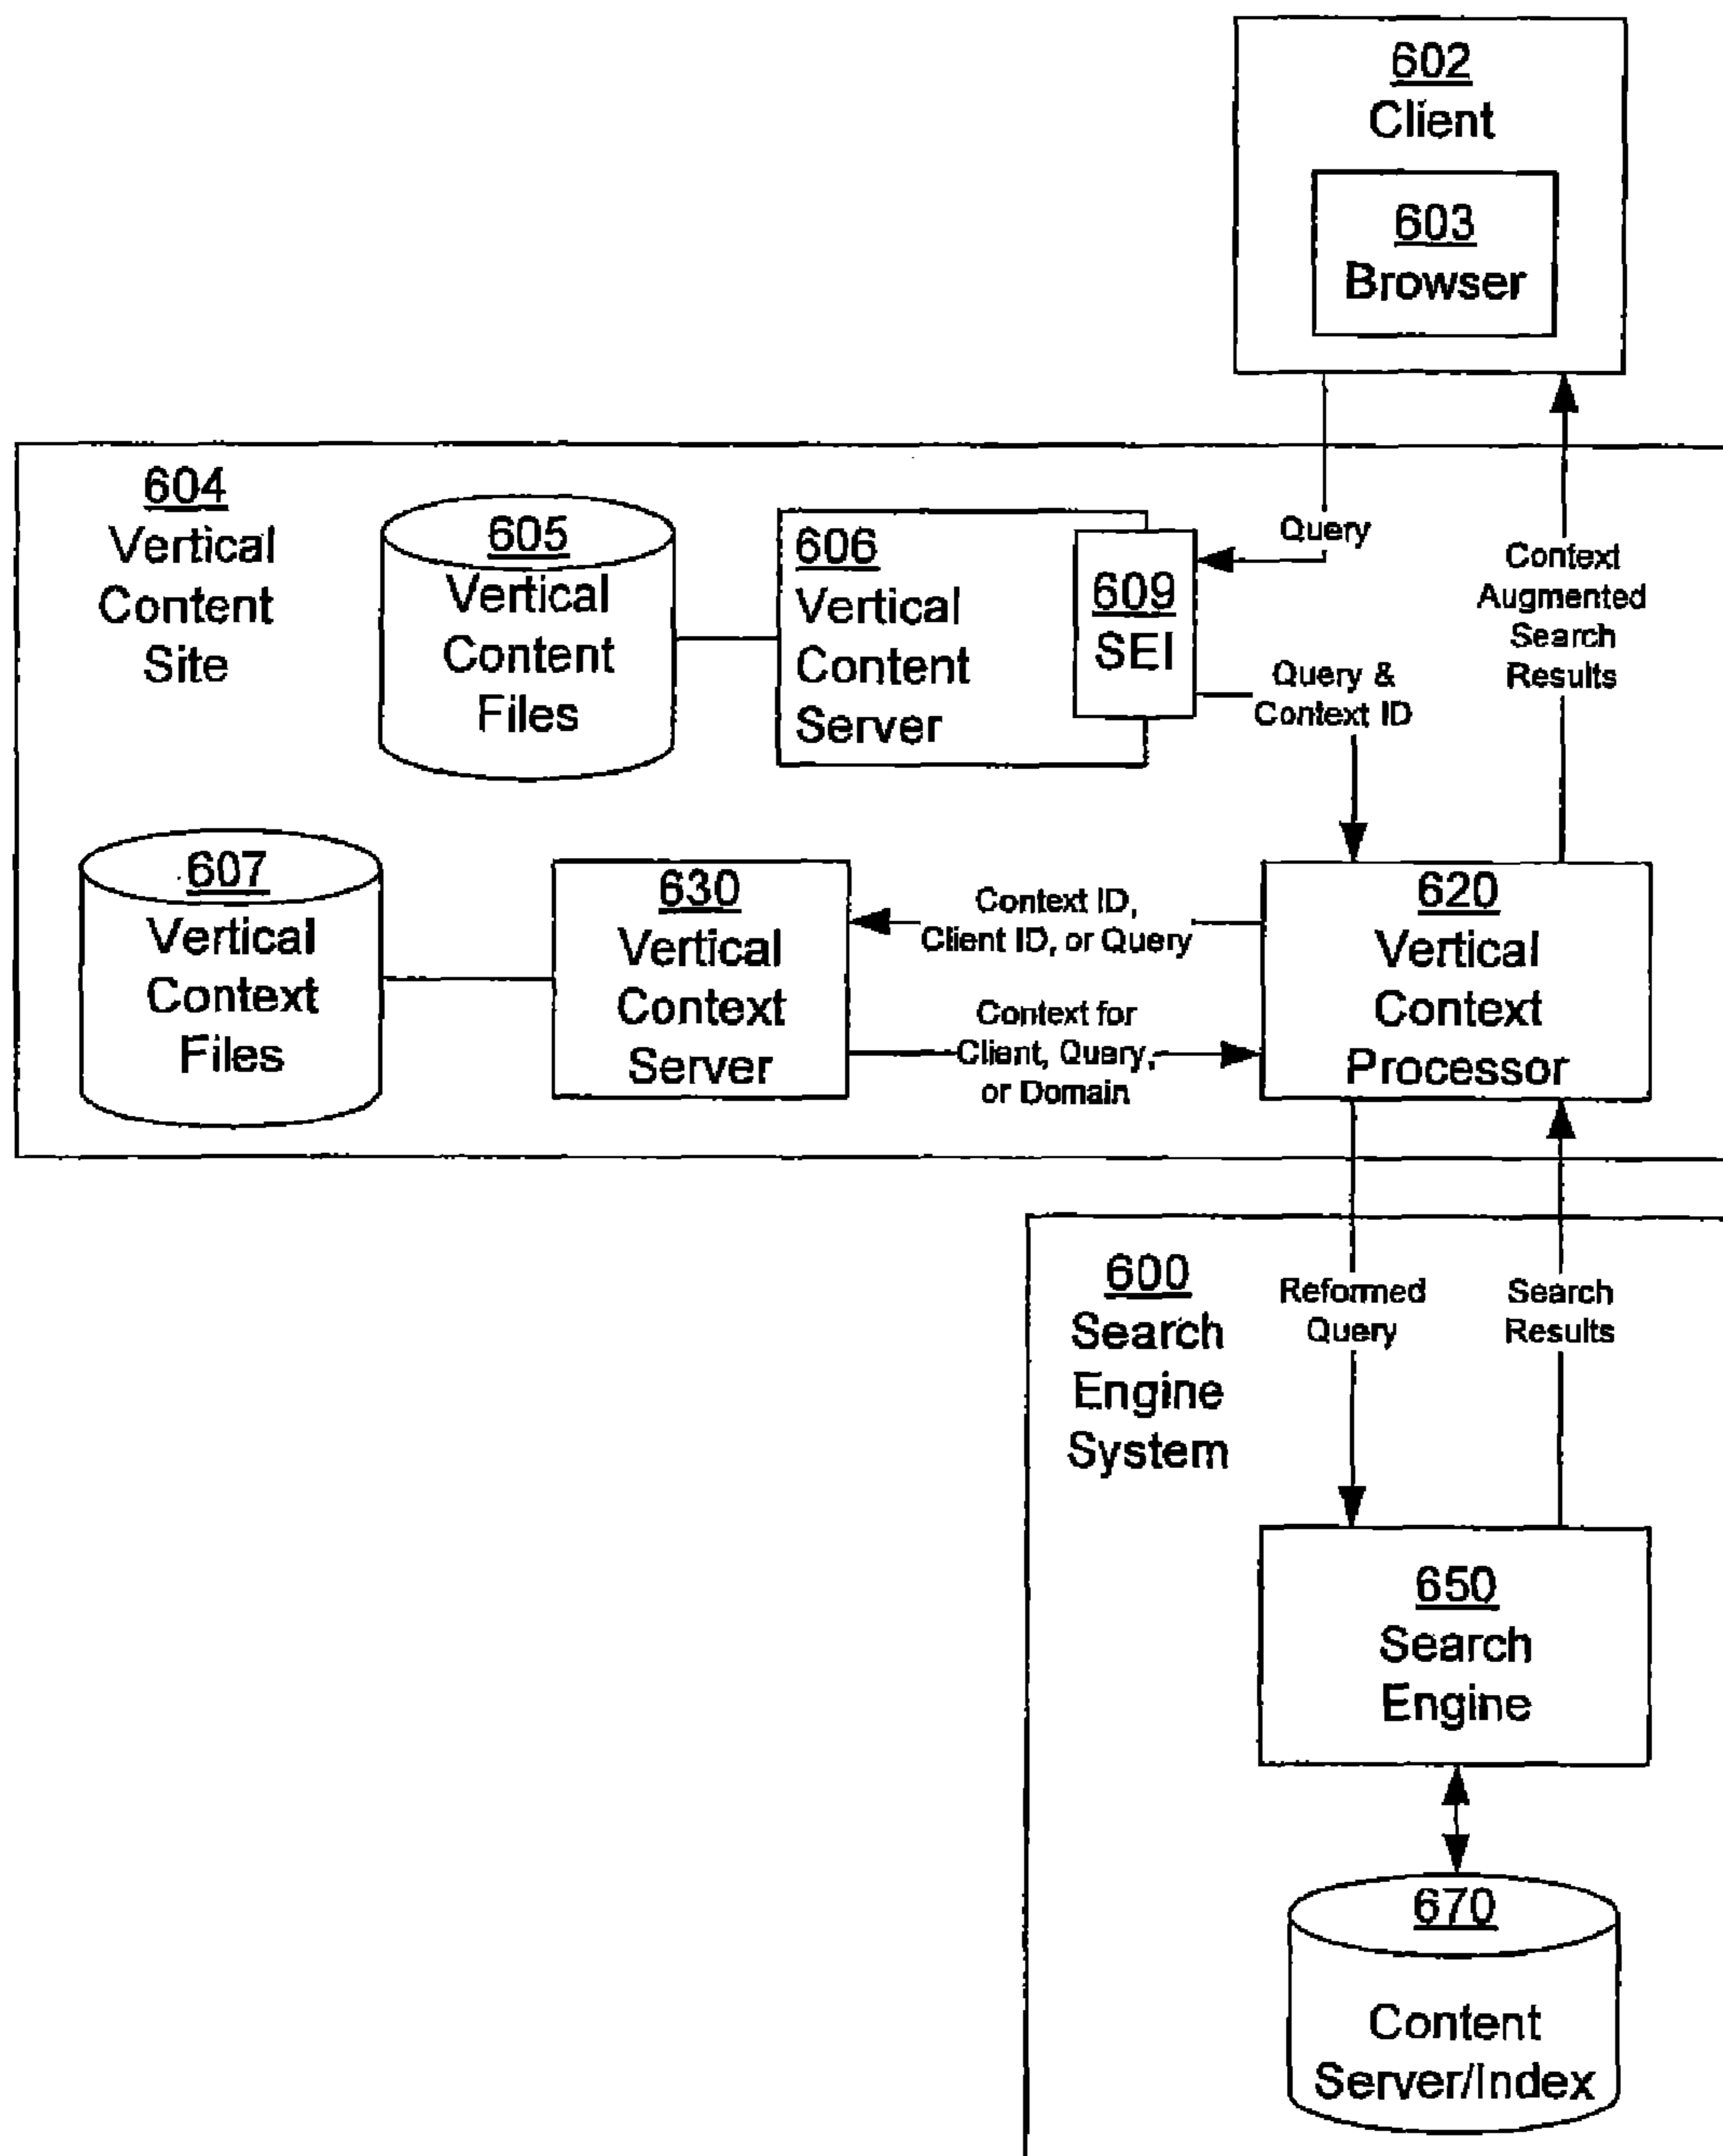 602
Client
603
Browser
604
Vertical
Content
Site
605
Vertical
Content
Files
606
Vertical
Content
Server
609
SEI
Query
Query &
Context ID
Context
Augmented
Search
Results
607
Vertical
Context
Files
630
Vertical
Context
Server
Context ID,
Client ID, or Query
Context for
Client, Query,
or Domain
620
Vertical
Context
Processor
600
Search
Engine
System
Reformed
Query
Search
Results
650
Search
Engine
670
Content
Server/Index